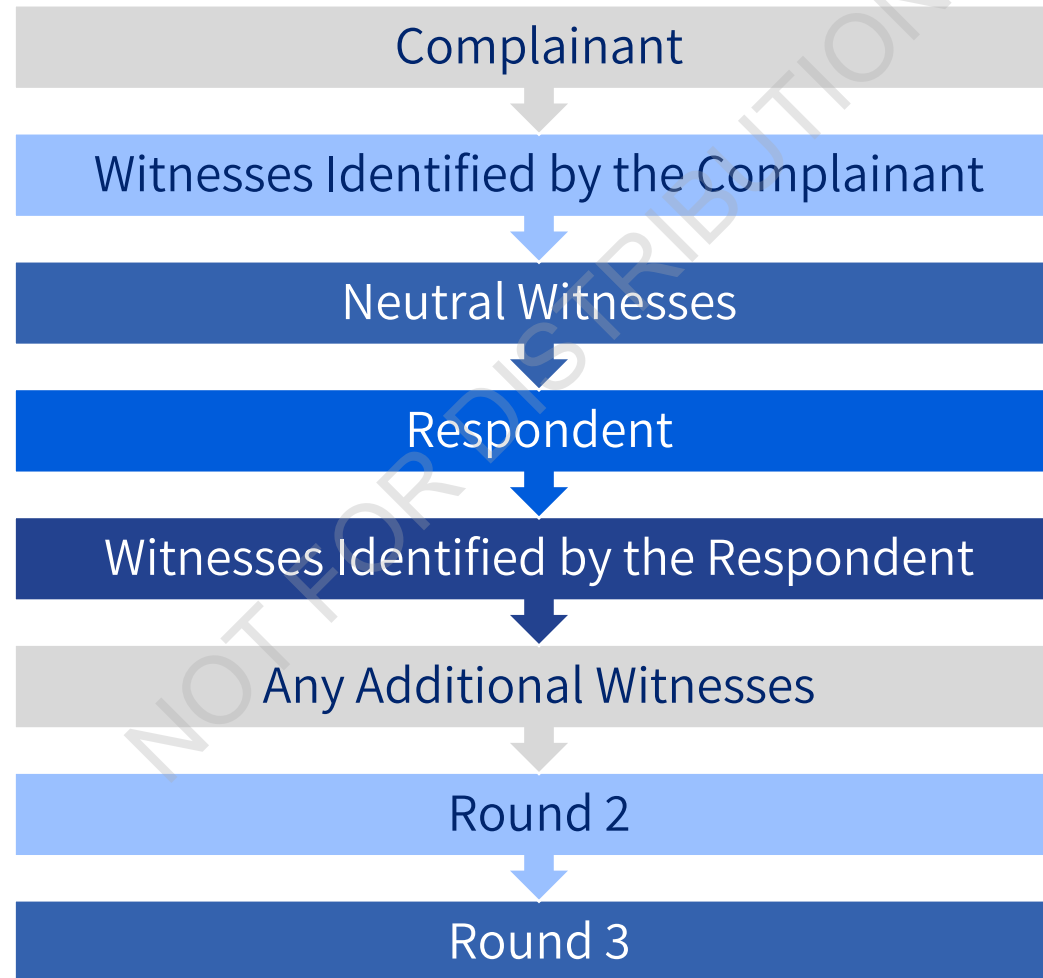 Complainant
Witnesses Identified by the Complainant
Neutral Witnesses
Respondent
Witnesses Identified by the Respondent
Any Additional Witnesses
Round 2
Round 3
NOT FOR DISTRIBUTION